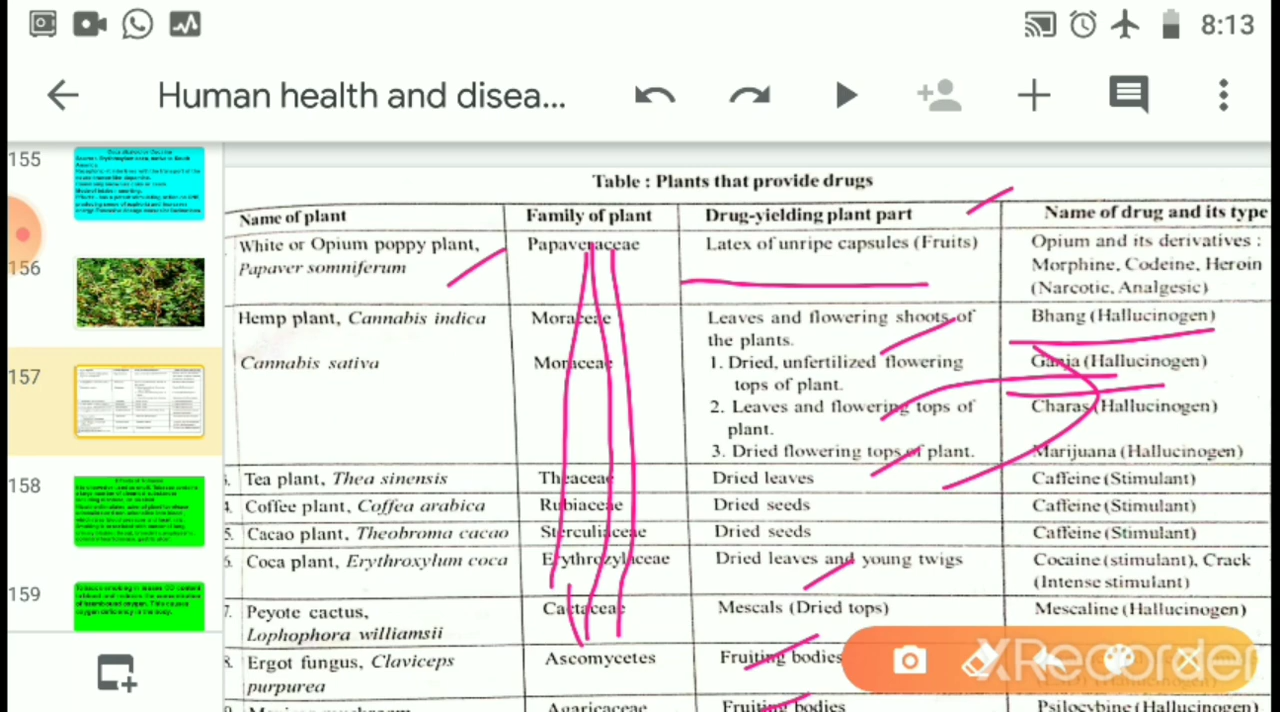 8:13
Human health and disea...
155
156
157
158
159
Table : Plants that provide drugs
Name of plant Family of plant Drug-yielding plant part Name of drug and its type
White or Opium poppy plant, Papaveraceae Latex of unripe capsules (Fruits) Opium and its derivatives :
Papaver somniferum Morphine, Codeine, Heroin
(Narcotic, Analgesic)
Hemp plant, Cannabis indica Moraceae Leaves and flowering shoots of Bhang (Hallucinogen)
the plants.
Cannabis sativa Moraceae 1. Dried, unfertilized flowering Ganja (Hallucinogen)
tops of plant.
2. Leaves and flowering tops of Charas (Hallucinogen)
plant.
3. Dried flowering tops of plant. Marijuana (Hallucinogen)
Tea plant, Thea sinensis Theaceae Dried leaves Caffeine (Stimulant)
4. Coffee plant, Coffea arabica Rubiaceae Dried seeds Caffeine (Stimulant)
5. Cacao plant, Theobroma cacao Sterculiaceae Dried seeds Caffeine (Stimulant)
6. Coca plant, Erythroxylum coca Erythrozylaceae Dried leaves and young twigs Cocaine (stimulant), Crack
(Intense stimulant)
7. Peyote cactus, Cactaceae Mescals (Dried tops) Mescaline (Hallucinogen)
Lophophora williamsii
8. Ergot fungus, Claviceps Ascomycetes Fruiting bodies
purpurea
XRecorder
Agaricaceae Fruiting bodies Psilocybine (Hallucinogen)